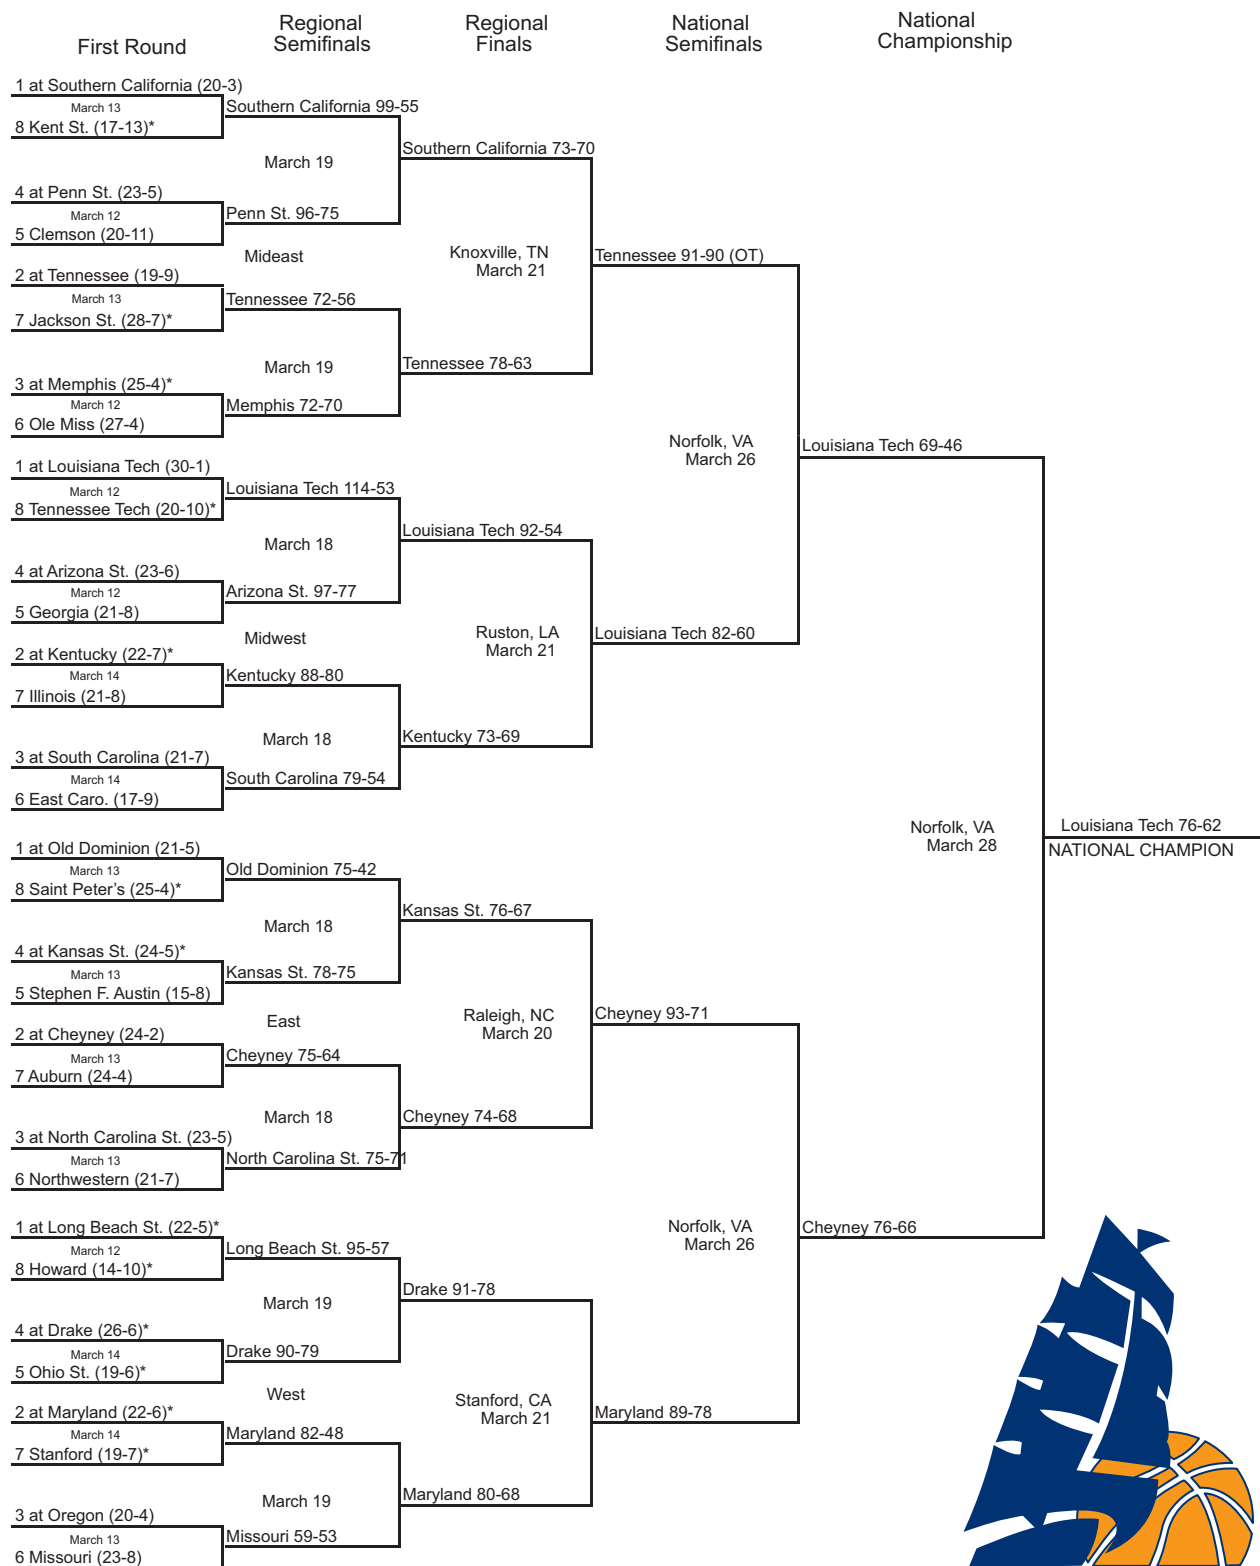 First Round
Regional
Semifinals
Regional
Finals
National
Semifinals
National
Championship
1 at Southern California (20-3)
March 13
8 Kent St. (17-13)*
Southern California 99-55
March 19
4 at Penn St. (23-5)
March 12
5 Clemson (20-11)
Penn St. 96-75
Southern California 73-70
Mideast
2 at Tennessee (19-9)
March 13
7 Jackson St. (28-7)*
Tennessee 72-56
March 19
3 at Memphis (25-4)*
March 12
6 Ole Miss (27-4)
Memphis 72-70
Tennessee 78-63
Knoxville, TN
March 21
Tennessee 91-90 (OT)
1 at Louisiana Tech (30-1)
March 12
8 Tennessee Tech (20-10)*
Louisiana Tech 114-53
March 18
4 at Arizona St. (23-6)
March 12
5 Georgia (21-8)
Arizona St. 97-77
Louisiana Tech 92-54
Midwest
2 at Kentucky (22-7)*
March 14
7 Illinois (21-8)
Kentucky 88-80
March 18
3 at South Carolina (21-7)
March 14
6 East Caro. (17-9)
South Carolina 79-54
Kentucky 73-69
Ruston, LA
March 21
Louisiana Tech 82-60
Norfolk, VA
March 26
Louisiana Tech 69-46
1 at Old Dominion (21-5)
March 13
8 Saint Peter's (25-4)*
Old Dominion 75-42
March 18
4 at Kansas St. (24-5)*
March 13
5 Stephen F. Austin (15-8)
Kansas St. 78-75
Kansas St. 76-67
East
2 at Cheyney (24-2)
March 13
7 Auburn (24-4)
Cheyney 75-64
March 18
3 at North Carolina St. (23-5)
March 13
6 Northwestern (21-7)
North Carolina St. 75-71
Cheyney 74-68
Raleigh, NC
March 20
Cheyney 93-71
1 at Long Beach St. (22-5)*
March 12
8 Howard (14-10)*
Long Beach St. 95-57
March 19
4 at Drake (26-6)*
March 14
5 Ohio St. (19-6)*
Drake 90-79
Drake 91-78
West
2 at Maryland (22-6)*
March 14
7 Stanford (19-7)*
Maryland 82-48
March 19
3 at Oregon (20-4)
March 13
6 Missouri (23-8)
Missouri 59-53
Maryland 80-68
Stanford, CA
March 21
Maryland 89-78
Norfolk, VA
March 26
Cheyney 76-66
Norfolk, VA
March 28
Louisiana Tech 76-62
NATIONAL CHAMPION